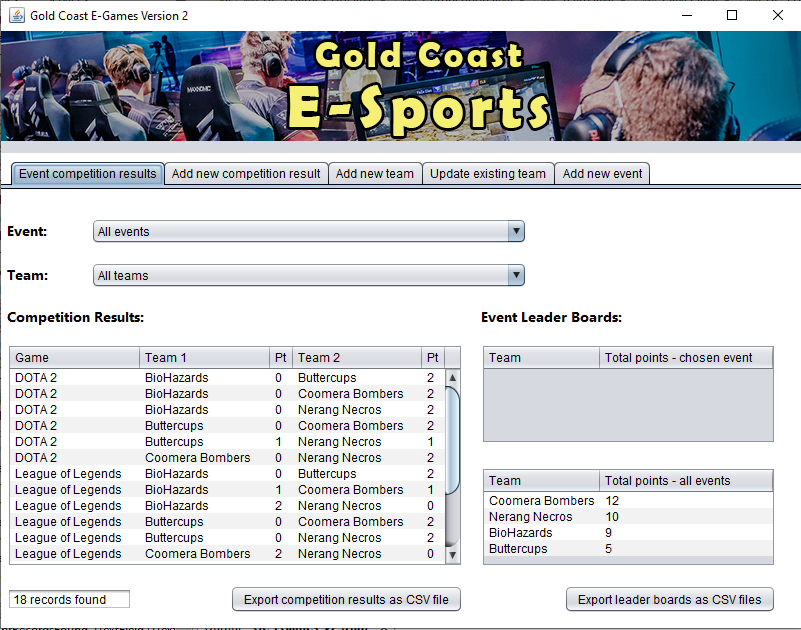 Gold Coast E-Games Version 2
Gold Coast
E-Sports
MAXNOMIC
Event competition results Add new competition result Add new team Update existing team Add new event
Event: All events
Team: All teams
Competition Results: Event Leader Boards:
Game Team 1 Pt Team 2 Pt
DOTA 2 BioHazards 0 Buttercups 2
DOTA 2 BioHazards 0 Coomera Bombers 2
DOTA 2 BioHazards 0 Nerang Necros 2
DOTA 2 Buttercups 0 Coomera Bombers 2
DOTA 2 Buttercups 1 Nerang Necros 1
DOTA 2 Coomera Bombers 0 Nerang Necros 2
League of Legends BioHazards 0 Buttercups 2
League of Legends BioHazards 1 Coomera Bombers 1
League of Legends BioHazards 2 Nerang Necros 0
League of Legends Buttercups 0 Coomera Bombers 2
League of Legends Buttercups 0 Nerang Necros 2
League of Legends Coomera Bombers 2 Nerang Necros 0
Team Total points - chosen event
Team Total points - all events
Coomera Bombers 12
Nerang Necros 10
BioHazards 9
Buttercups 5
18 records found Export competition results as CSV file Export leader boards as CSV files